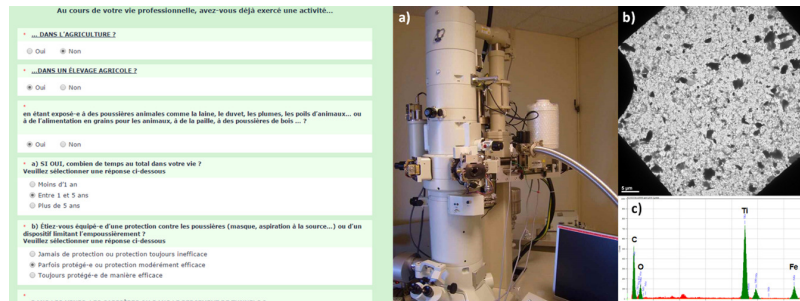 Au cours de votre vie professionnelle, avez-vous déjà exercé une activité...
* ... DANS L'AGRICULTURE ?
Oui Non
* ...DANS UN ÉLEVAGE AGRICOLE ?
Oui Non
*
en étant exposé-e à des poussières animales comme la laine, le duvet, les plumes, les poils d'animaux... ou
à de l'alimentation en grains pour les animaux, à de la paille, à des poussières de bois ... ?
Oui Non
* a) SI OUI, combien de temps au total dans votre vie ?
Veuillez sélectionner une réponse ci-dessous
Moins d'1 an
Entre 1 et 5 ans
Plus de 5 ans
* b) Étiez-vous équipé-e d'une protection contre les poussières (masque, aspiration à la source...) ou d'un
dispositif limitant l'empoussièrement ?
Veuillez sélectionner une réponse ci-dessous
Jamais de protection ou protection toujours inefficace
Parfois protégé-e ou protection modérément efficace
Toujours protégé-e de manière efficace
*
a)
b)
5 µm
c)
C
O
Ti
Fe